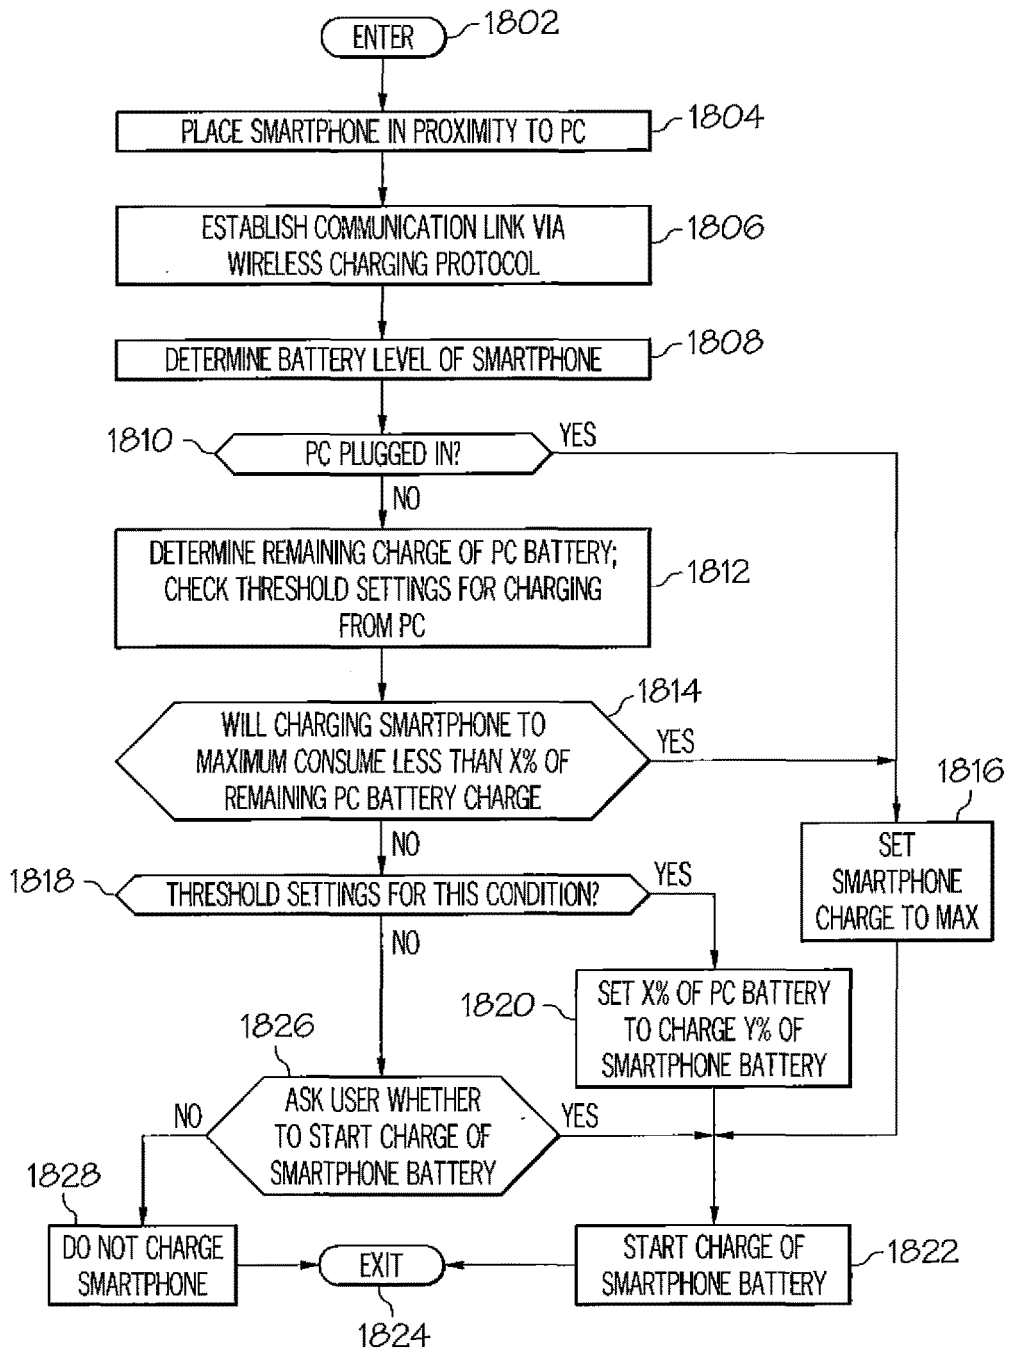 ENTER
1802
PLACE SMARTPHONE IN PROXIMITY TO PC
1804
ESTABLISH COMMUNICATION LINK VIA
WIRELESS CHARGING PROTOCOL
1806
DETERMINE BATTERY LEVEL OF SMARTPHONE
1808
1810
PC PLUGGED IN?
YES
NO
DETERMINE REMAINING CHARGE OF PC BATTERY;
CHECK THRESHOLD SETTINGS FOR CHARGING
FROM PC
1812
WILL CHARGING SMARTPHONE TO
MAXIMUM CONSUME LESS THAN X% OF
REMAINING PC BATTERY CHARGE
1814
YES
NO
1816
SET
SMARTPHONE
CHARGE TO MAX
1818
THRESHOLD SETTINGS FOR THIS CONDITION?
YES
NO
1820
SET X% OF PC BATTERY
TO CHARGE Y% OF
SMARTPHONE BATTERY
1826
ASK USER WHETHER
TO START CHARGE OF
SMARTPHONE BATTERY
NO
YES
1828
DO NOT CHARGE
SMARTPHONE
EXIT
1824
START CHARGE OF
SMARTPHONE BATTERY
1822